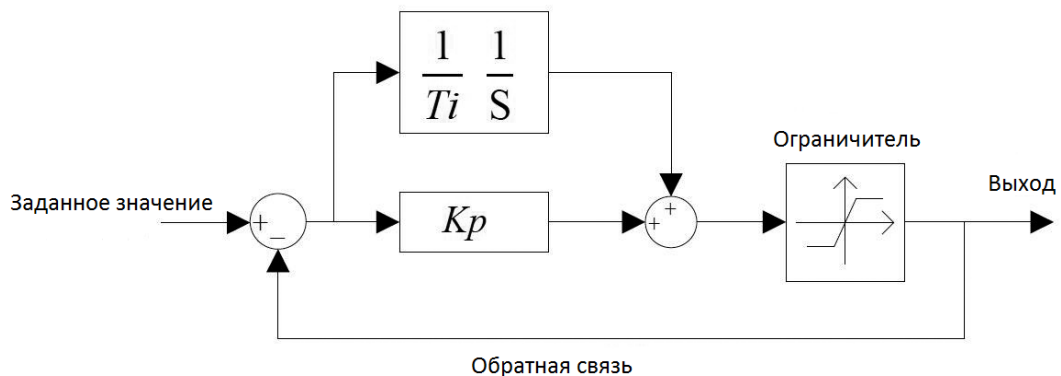 1 1
Ti S
Ограничитель
Заданное значение
Выход
+
−
Kp
+
+
Обратная связь